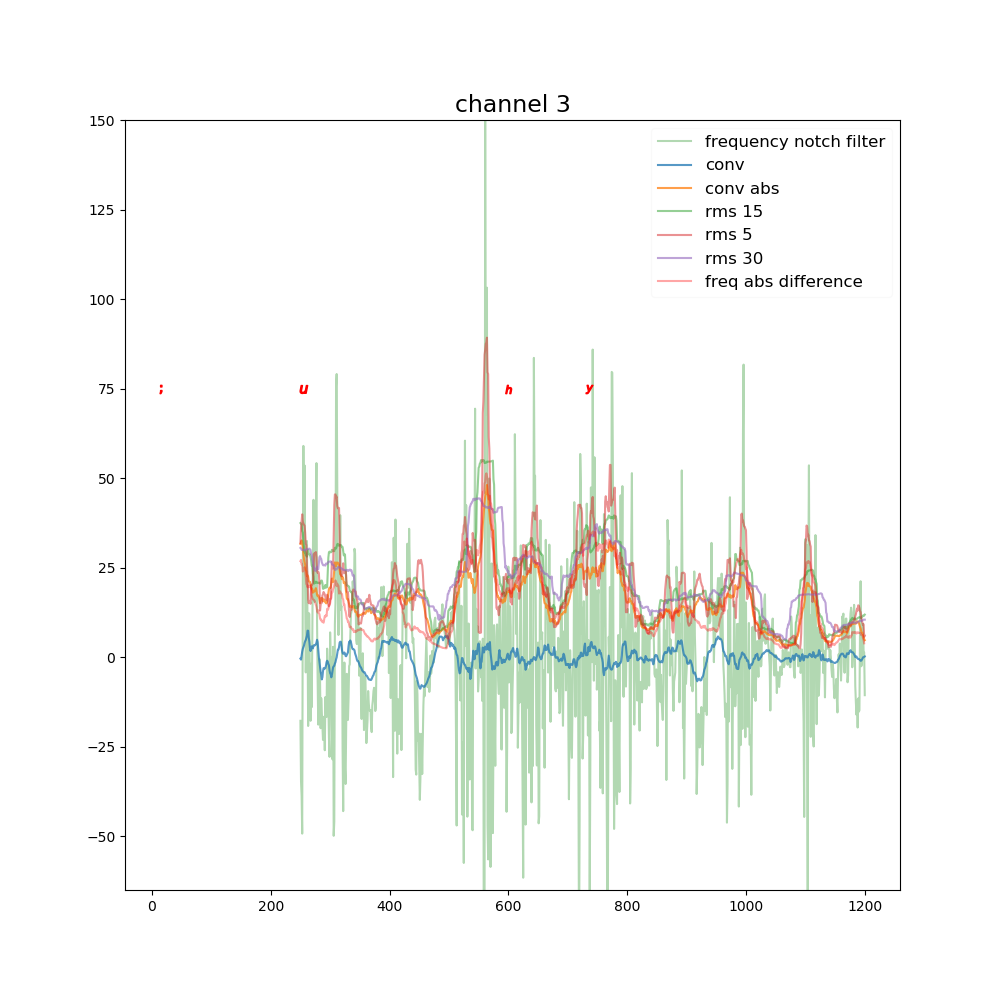 channel 3
150
125
100
75
50
25
0
−25
−50
frequency notch filter
conv
conv abs
rms 15
rms 5
rms 30
freq abs difference
; u h y
0 200 400 600 800 1000 1200